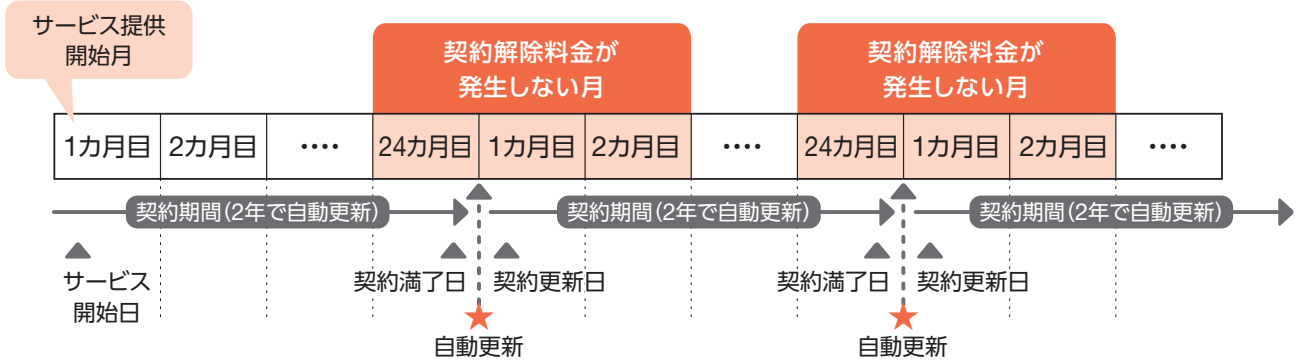 サービス提供
開始月
契約解除料金が
発生しない月
契約解除料金が
発生しない月
1カ月目 2カ月目 ···· 24カ月目 1カ月目 2カ月目 ···· 24カ月目 1カ月目 2カ月目 ····
契約期間(2年で自動更新) 契約期間(2年で自動更新) 契約期間(2年で自動更新)
サービス
開始日
契約満了日 契約更新日 契約満了日 契約更新日
自動更新 自動更新